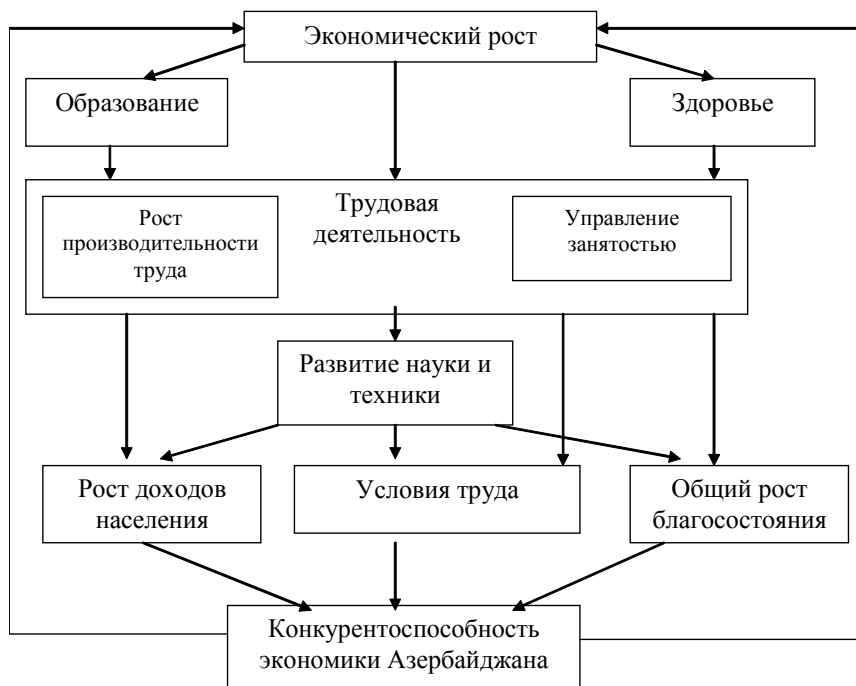 Экономический рост
Образование
Здоровье
Трудовая
деятельность
Рост
производительности
труда
Управление
занятостью
Развитие науки и
техники
Рост доходов
населения
Условия труда
Общий рост
благосостояния
Конкурентоспособность
экономики Азербайджана